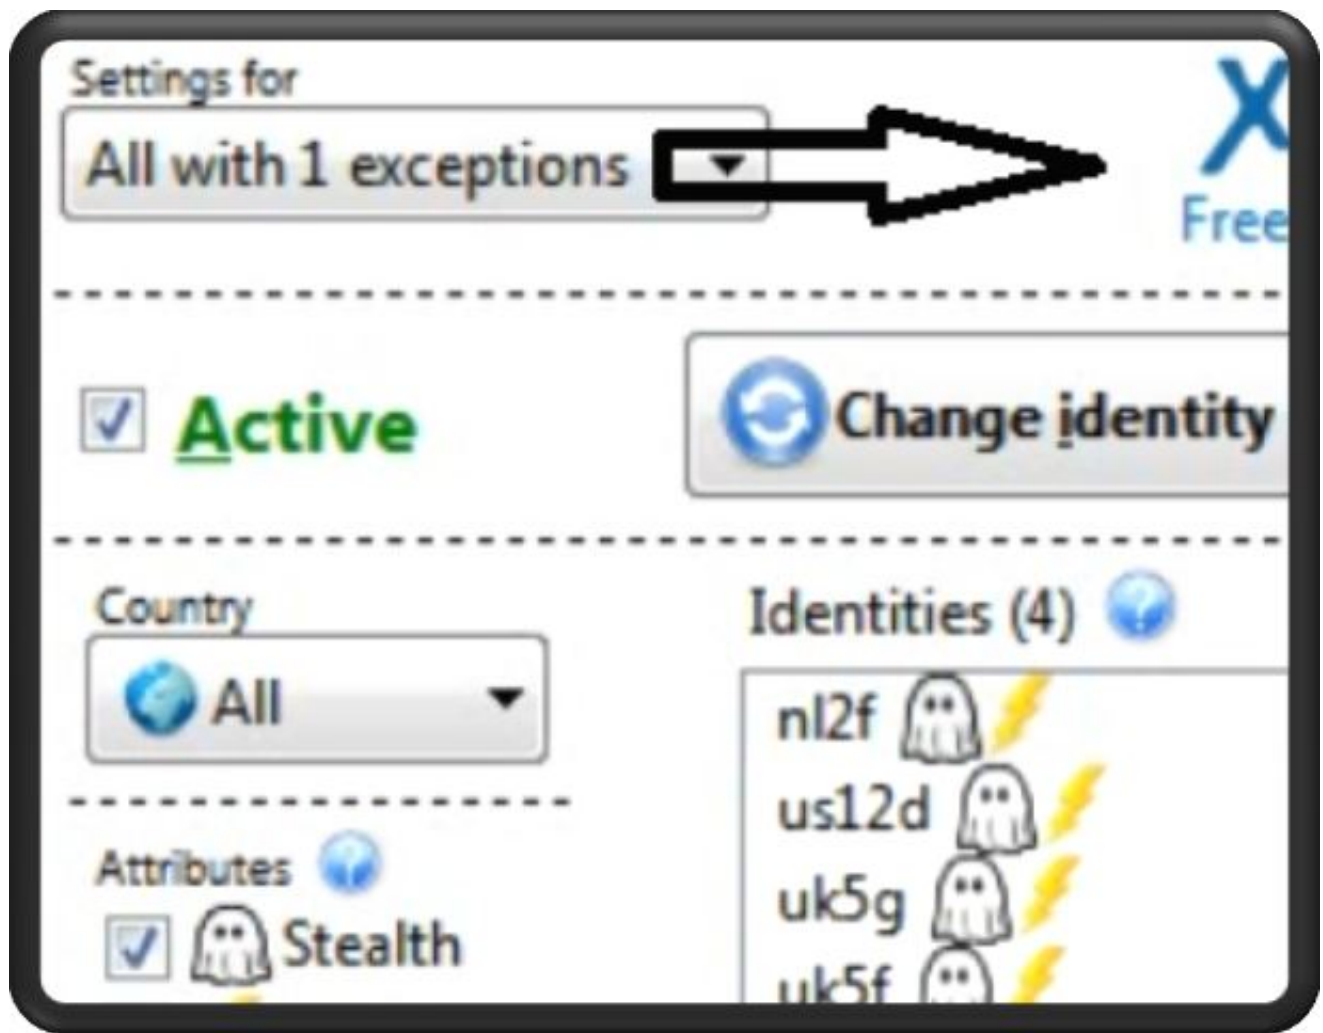 Settings for
All with 1 exceptions
X
Free
Active
Change identity
Country
All
Identities (4)
nl2f
us12d
uk5g
uk5f
Attributes
Stealth